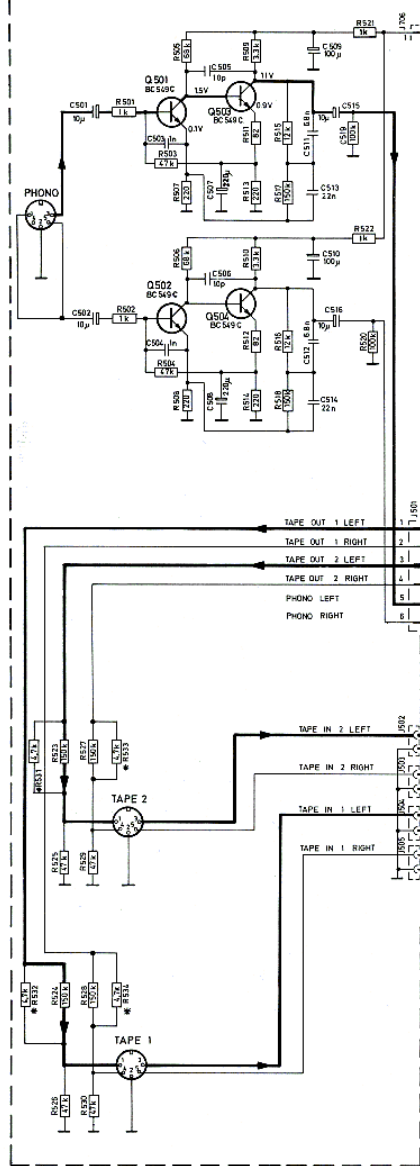 J706
R521
1k
R505
68k
R509
3.3k
C509
100µ
C505
10p
Q501
BC549C
1.5V
11V
Q503
BC549C
0.9V
C501
10µ
R501
1k
0.1V
C503 1n
R503
47k
R507
220
C507
220µ
R511
82
R513
220
R515
12k
R517
150k
C511
6.8n
C513
22n
C515
10µ
C519
100k
PHONO
R522
1k
R506
68k
R510
3.3k
C510
100µ
C506
10p
Q502
BC549C
Q504
BC549C
C502
10µ
R502
1k
C504 1n
R504
47k
R508
220
C508
220µ
R512
82
R514
220
R516
12k
R518
150k
C512
6.8n
C514
22n
C516
10µ
R520
100k
J501
TAPE OUT 1 LEFT 1
TAPE OUT 1 RIGHT 2
TAPE OUT 2 LEFT 3
TAPE OUT 2 RIGHT 4
PHONO LEFT 5
PHONO RIGHT 6
4.7k
*R531
R523
150k
R527
150k
4.7k
*R533
TAPE 2
R525
47k
R529
47k
TAPE IN 2 LEFT
J502
TAPE IN 2 RIGHT
J503
TAPE IN 1 LEFT
J504
TAPE IN 1 RIGHT
J505
4.7k
*R532
R524
150k
R528
150k
4.7k
*R534
TAPE 1
R526
47k
R530
47k